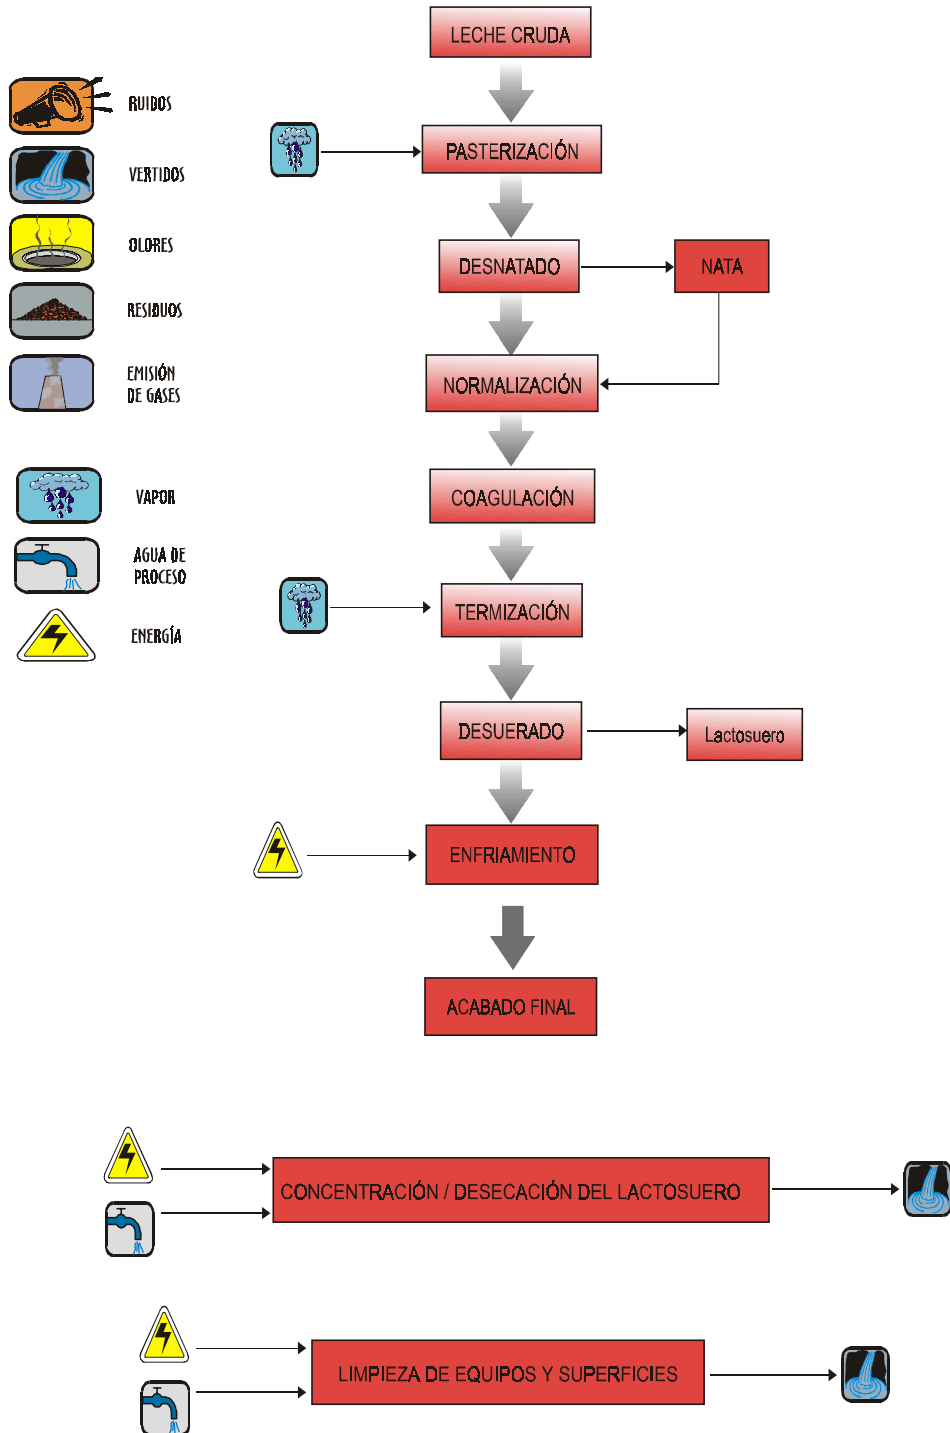 LECHE CRUDA
RUIDOS
PASTERIZACIÓN
VERTIDOS
OLORES
DESNATADO
NATA
RESIDUOS
EMISIÓN
DE GASES
NORMALIZACIÓN
VAPOR
COAGULACIÓN
AGUA DE
PROCESO
TERMIZACIÓN
ENERGÍA
DESUERADO
Lactosuero
ENFRIAMIENTO
ACABADO FINAL
CONCENTRACIÓN / DESECACIÓN DEL LACTOSUERO
LIMPIEZA DE EQUIPOS Y SUPERFICIES